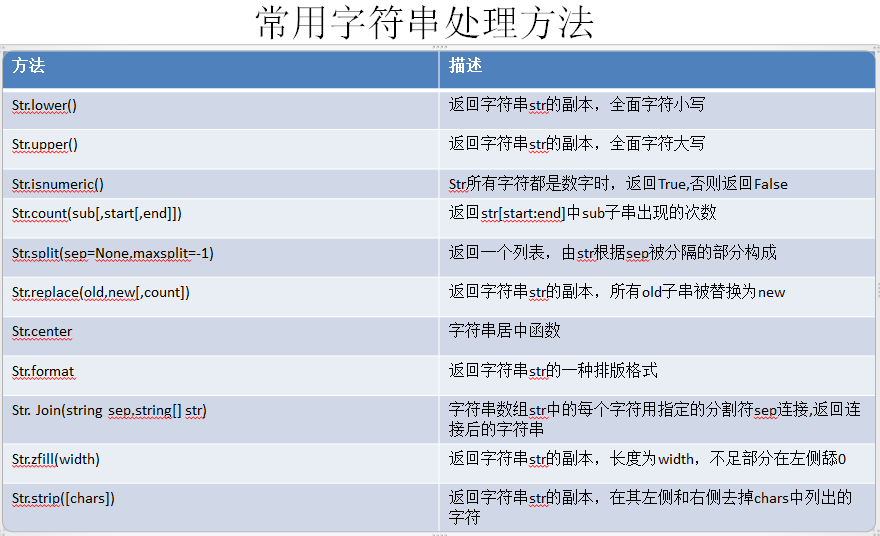 常用字符串处理方法
方法 描述
Str.lower() 返回字符串str的副本，全面字符小写
Str.upper() 返回字符串str的副本，全面字符大写
Str.isnumeric() Str所有字符都是数字时，返回True,否则返回False
Str.count(sub[,start[,end]]) 返回str[start:end]中sub子串出现的次数
Str.split(sep=None,maxsplit=-1) 返回一个列表，由str根据sep被分隔的部分构成
Str.replace(old,new[,count]) 返回字符串str的副本，所有old子串被替换为new
Str.center 字符串居中函数
Str.format 返回字符串str的一种排版格式
Str. Join(string sep,string[] str) 字符串数组str中的每个字符用指定的分割符sep连接,返回连
接后的字符串
Str.zfill(width) 返回字符串str的副本，长度为width，不足部分在左侧舔0
Str.strip([chars]) 返回字符串str的副本，在其左侧和右侧去掉chars中列出的
字符